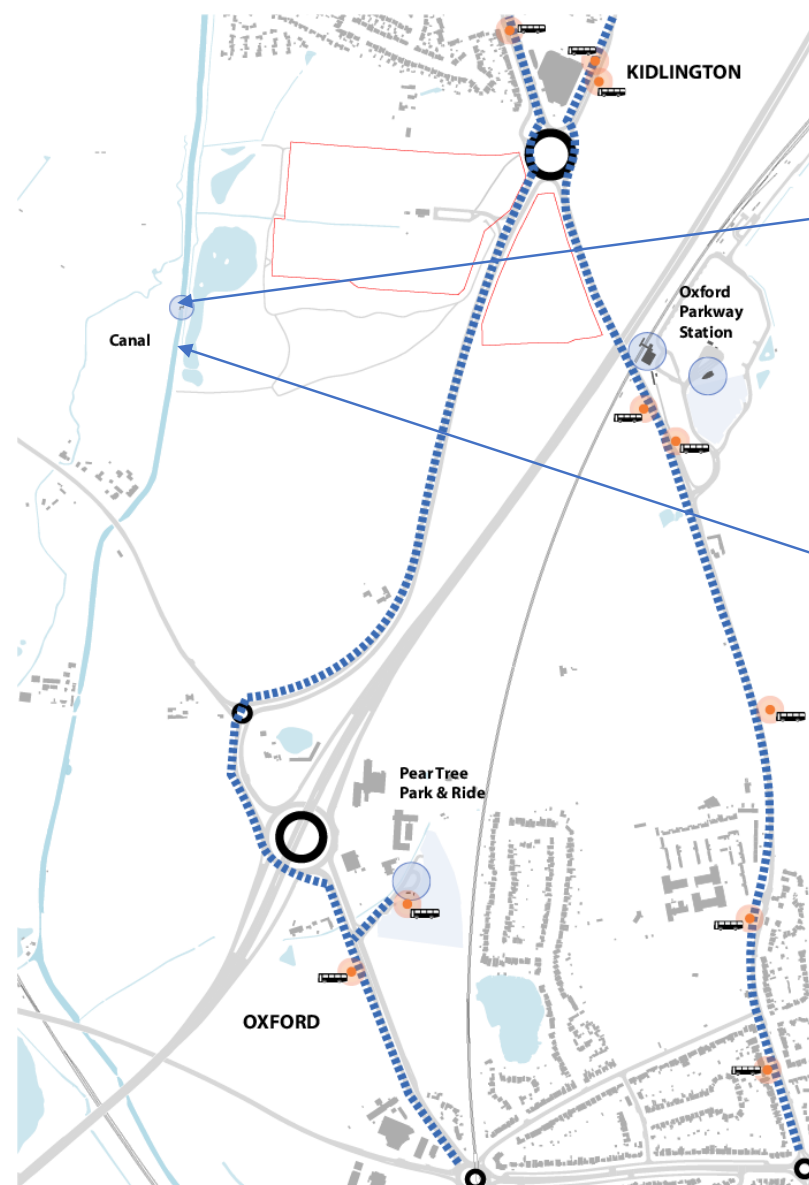 KIDLINGTON
Oxford
Parkway
Station
Canal
Pear Tree
Park & Ride
OXFORD